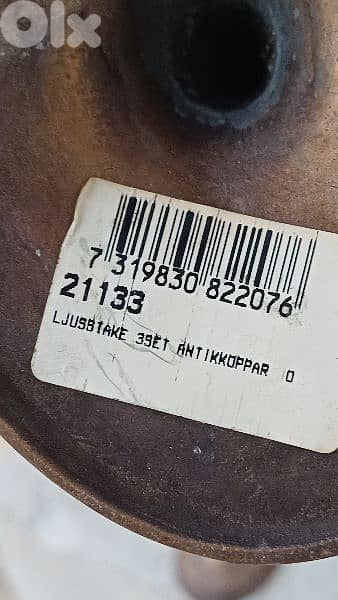 OLX
7 319830 822076
21133
LJUSSTAKE 3SET ANTIKKOPPAR 0